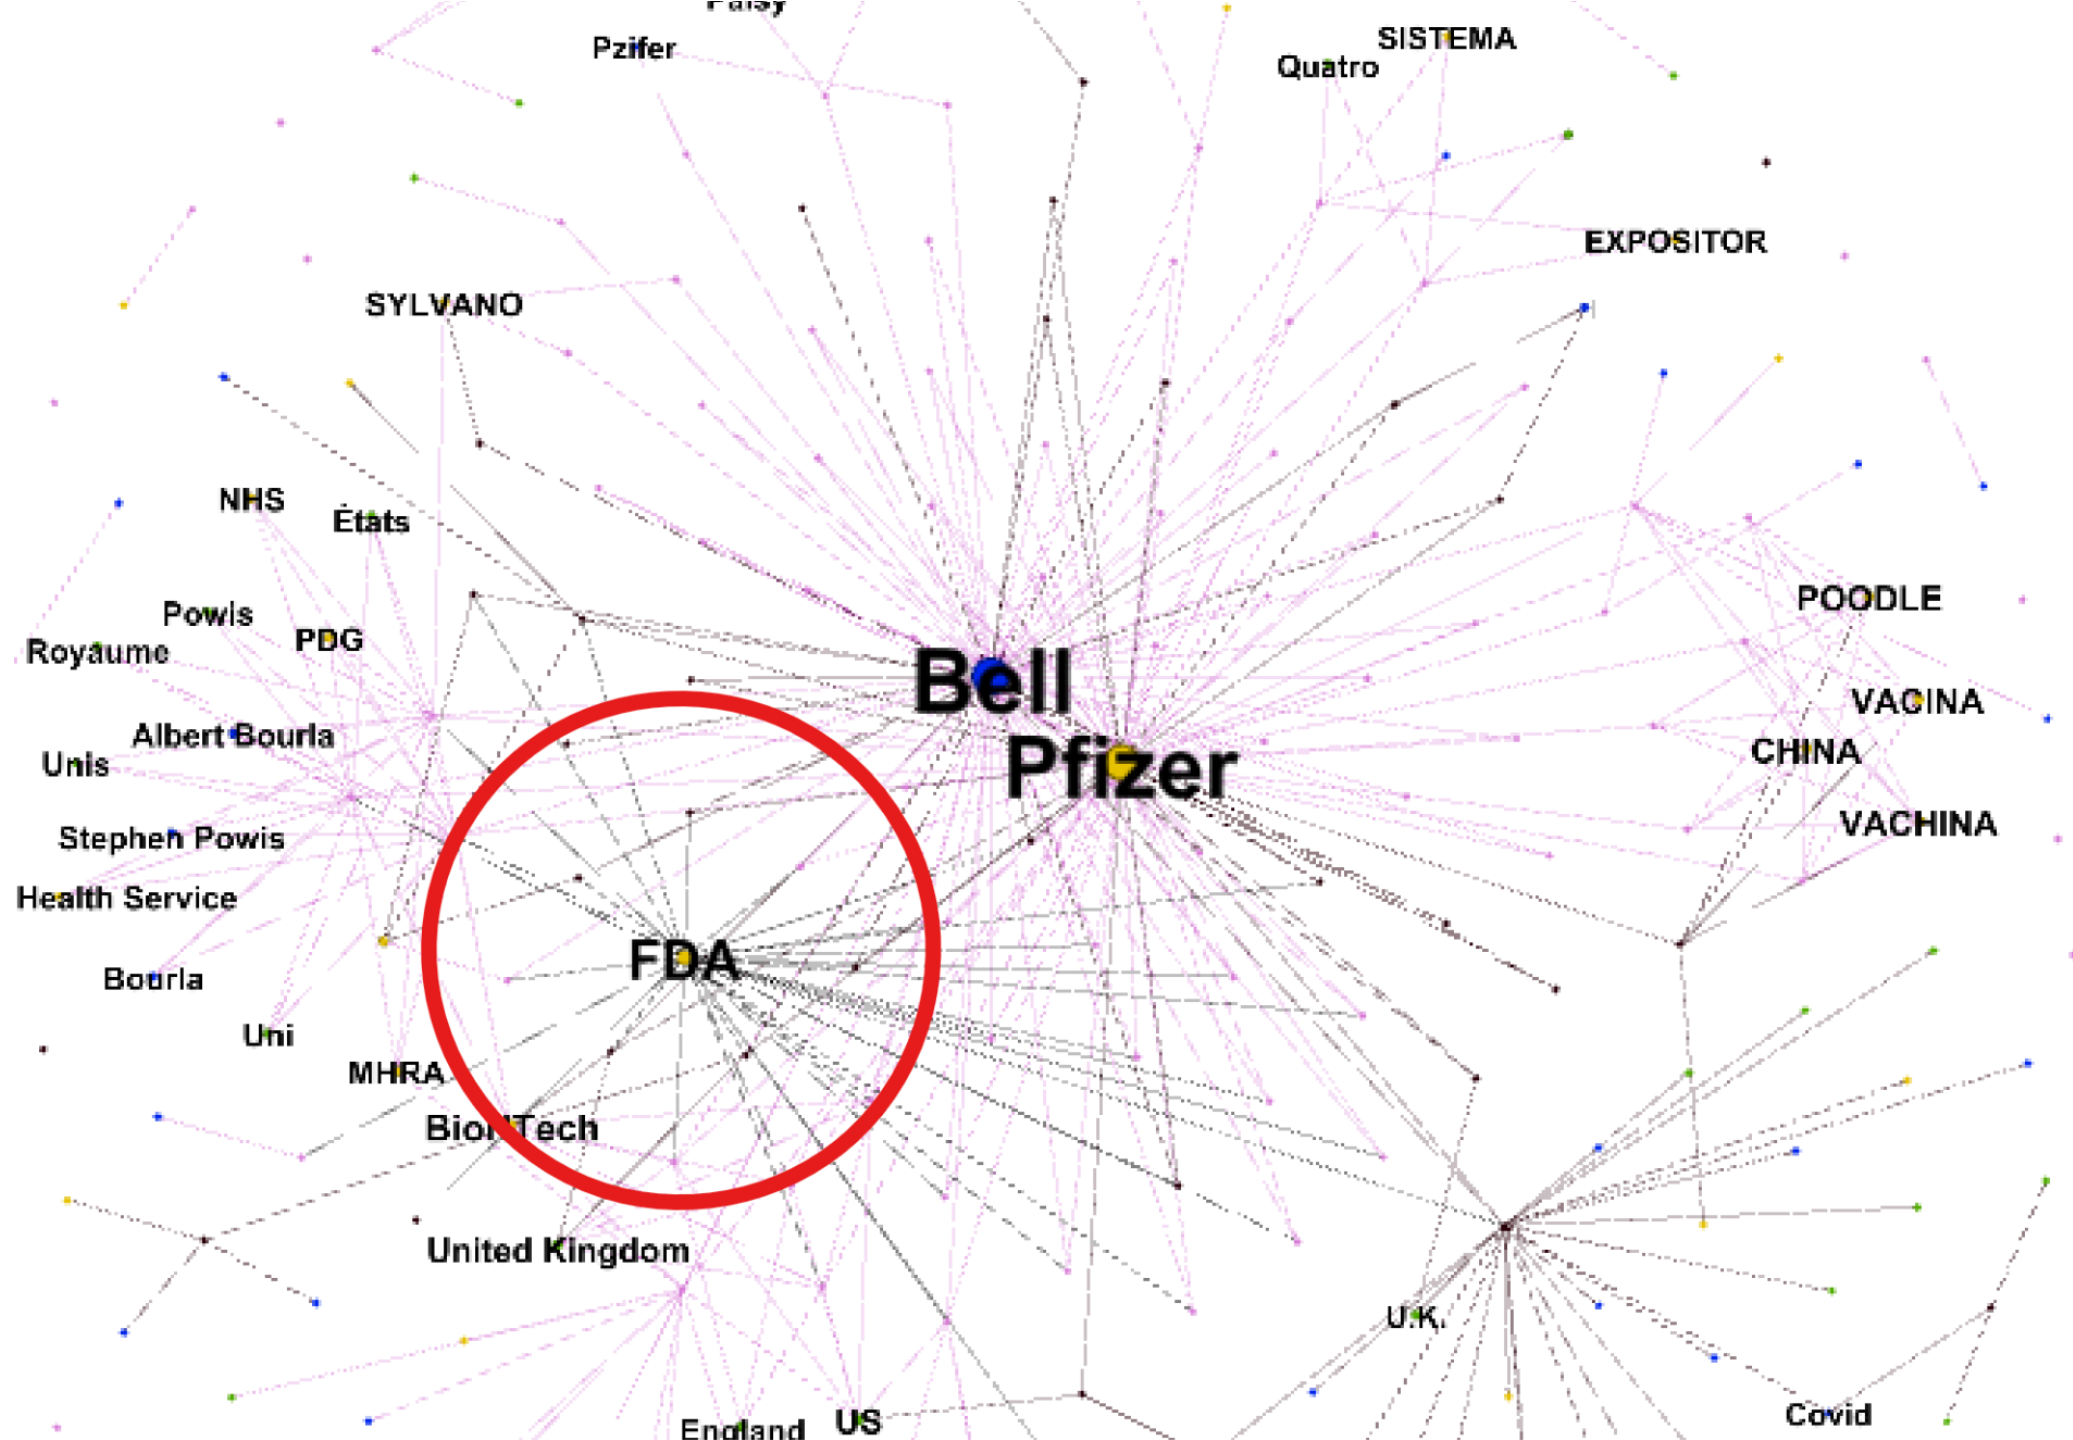 Paisy
Pzifer
SISTEMA
Quatro
EXPOSITOR
SYLVANO
NHS
États
Powis
PDG
Royaume
POODLE
Bell
VACINA
Albert Bourla
Unis
CHINA
Pfizer
Stephen Powis
VACHINA
Health Service
FDA
Bourla
Uni
MHRA
BioNTech
United Kingdom
U.K.
Covid
US
England